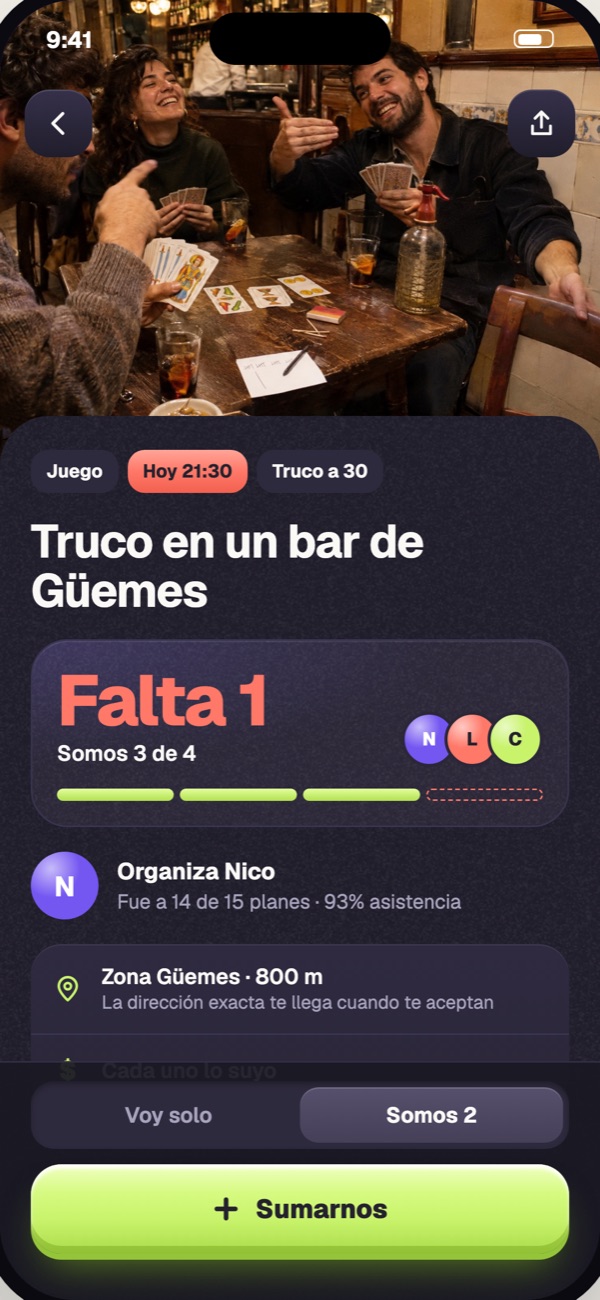 9:41
Juego
Hoy 21:30
Truco a 30
Truco en un bar de
Güemes
Falta 1
Somos 3 de 4
N
L
C
N
Organiza Nico
Fue a 14 de 15 planes · 93% asistencia
Zona Güemes · 800 m
La dirección exacta te llega cuando te aceptan
$
Cada uno lo suyo
Voy solo
Somos 2
+ Sumarnos